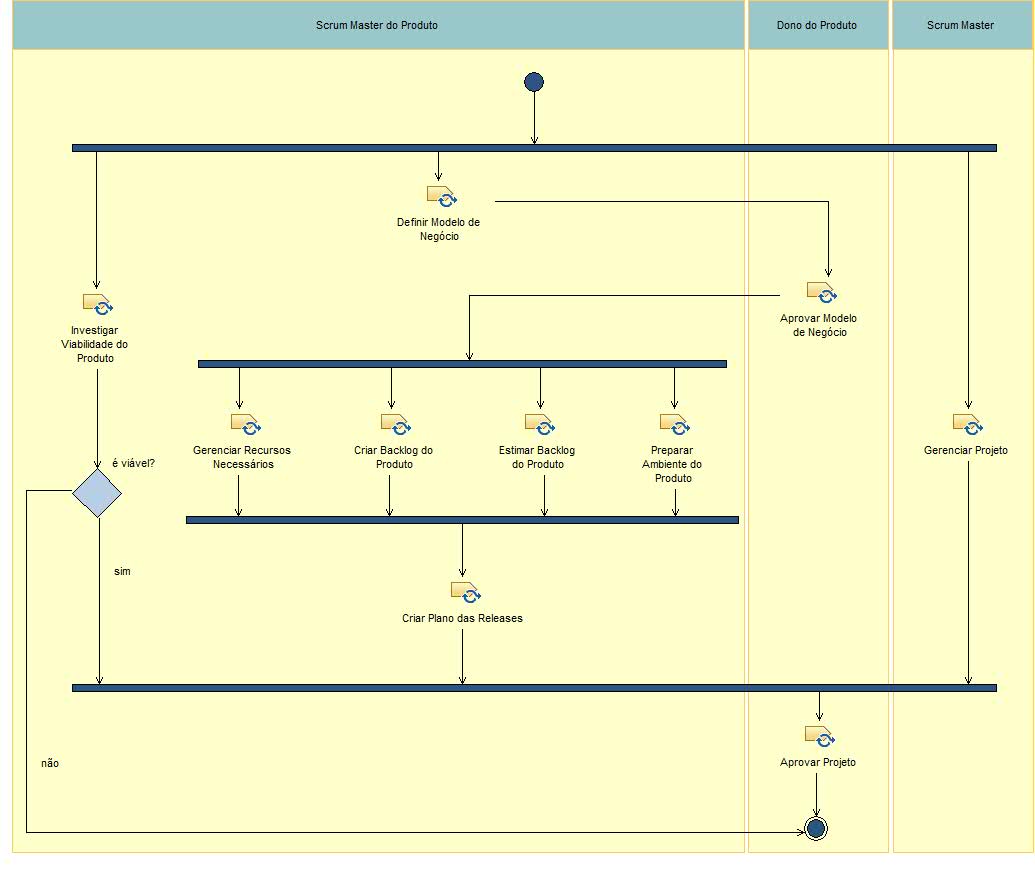 Scrum Master do Produto
Dono do Produto
Scrum Master
Definir Modelo de
Negócio
Aprovar Modelo
de Negócio
Investigar
Viabilidade do
Produto
Gerenciar Recursos
Necessários
Criar Backlog do
Produto
Estimar Backlog
do Produto
Preparar
Ambiente do
Produto
Gerenciar Projeto
é viável?
sim
Criar Plano das Releases
não
Aprovar Projeto